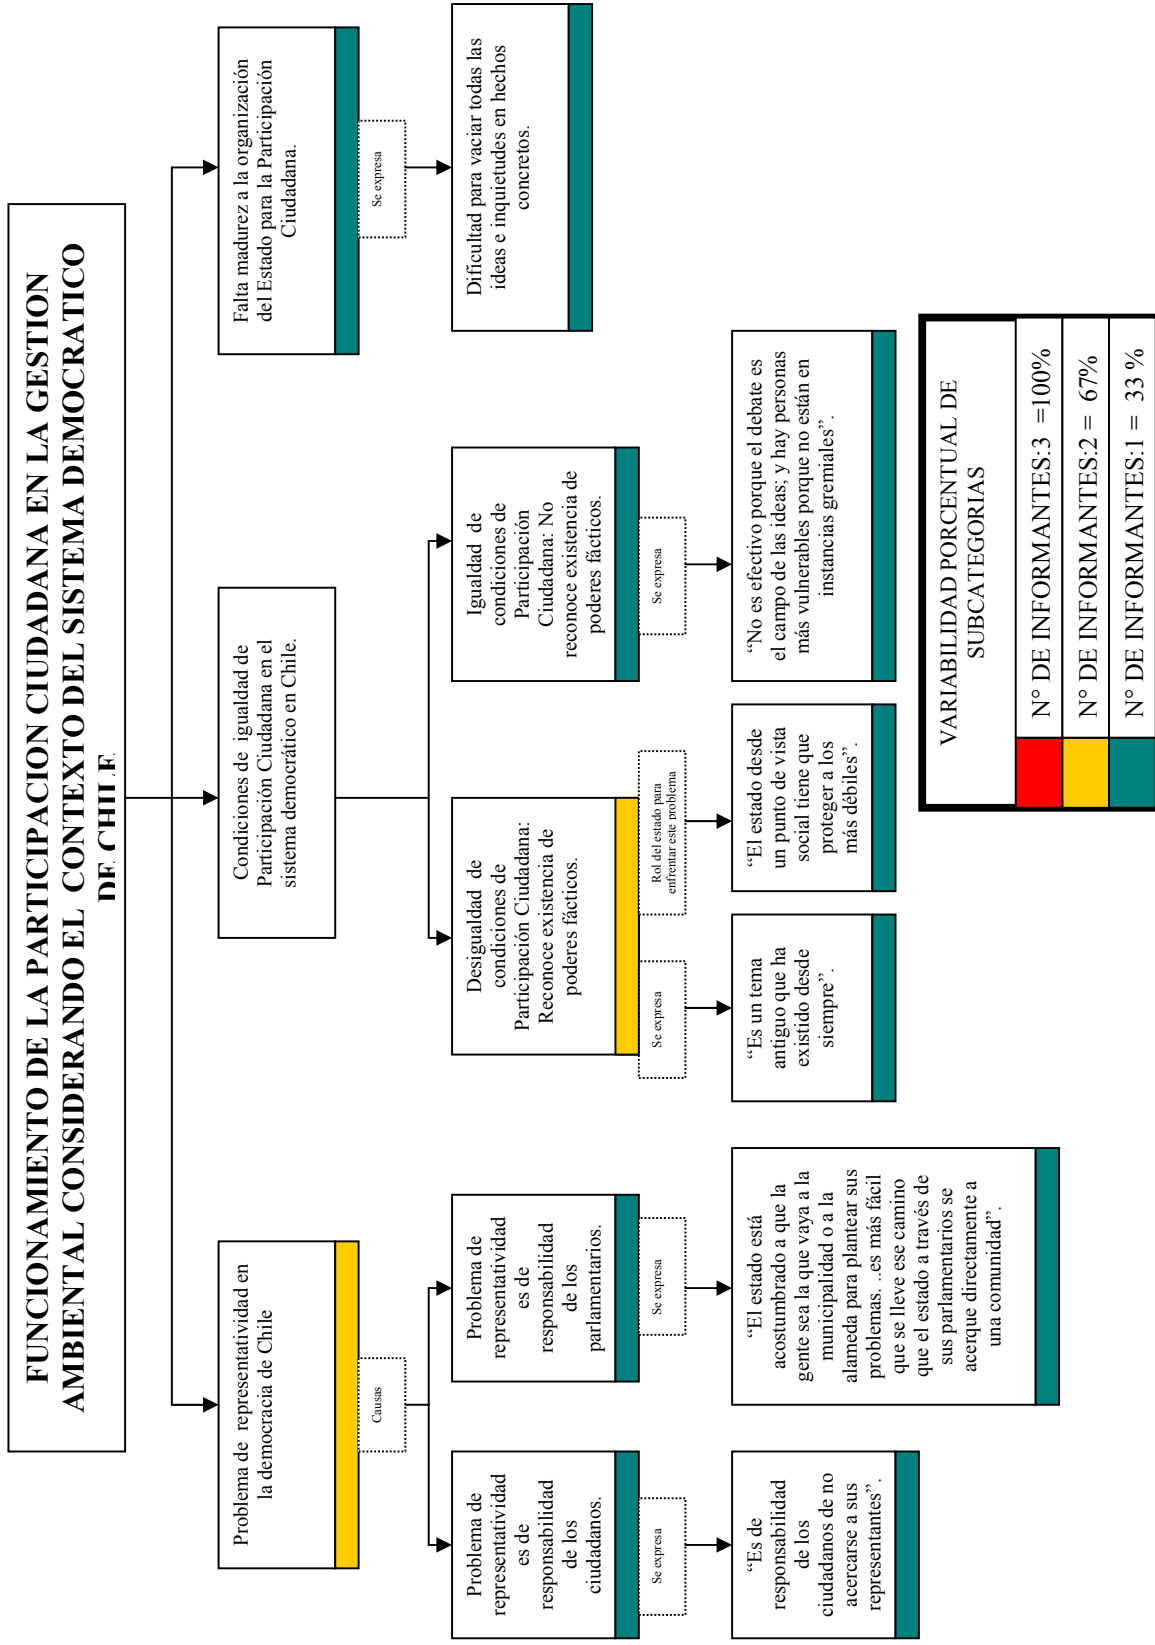 FUNCIONAMIENTO DE LA PARTICIPACION CIUDADANA EN LA GESTION
AMBIENTAL CONSIDERANDO EL CONTEXTO DEL SISTEMA DEMOCRATICO
DE CHILE
Problema de representatividad en
la democracia de Chile
Condiciones de igualdad de
Participación Ciudadana en el
sistema democrático en Chile.
Falta madurez a la organización
del Estado para la Participación
Ciudadana.
Causas
Se expresa
Problema de
representatividad
es de
responsabilidad
de los
ciudadanos.
Problema de
representatividad
es de
responsabilidad
de los
parlamentarios.
Desigualdad de
condiciones de
Participación Ciudadana:
Reconoce existencia de
poderes fácticos.
Igualdad de
condiciones de
Participación
Ciudadana: No
reconoce existencia de
poderes fácticos.
Dificultad para vaciar todas las
ideas e inquietudes en hechos
concretos.
Se expresa
Se expresa
Se expresa
Rol del estado para
enfrentar este problema
Se expresa
“Es de
responsabilidad
de los
ciudadanos de no
acercarse a sus
representantes”.
“El estado está
acostumbrado a que la
gente sea la que vaya a la
municipalidad o a la
alameda para plantear sus
problemas. ..es más fácil
que se lleve ese camino
que el estado a través de
sus parlamentarios se
acerque directamente a
una comunidad”.
“Es un tema
antiguo que ha
existido desde
siempre”.
“El estado desde
un punto de vista
social tiene que
proteger a los
más débiles”.
“No es efectivo porque el debate es
el campo de las ideas; y hay personas
más vulnerables porque no están en
instancias gremiales”.
VARIABILIDAD PORCENTUAL DE
SUBCATEGORIAS
N° DE INFORMANTES:3 =100%
N° DE INFORMANTES:2 = 67%
N° DE INFORMANTES:1 = 33 %